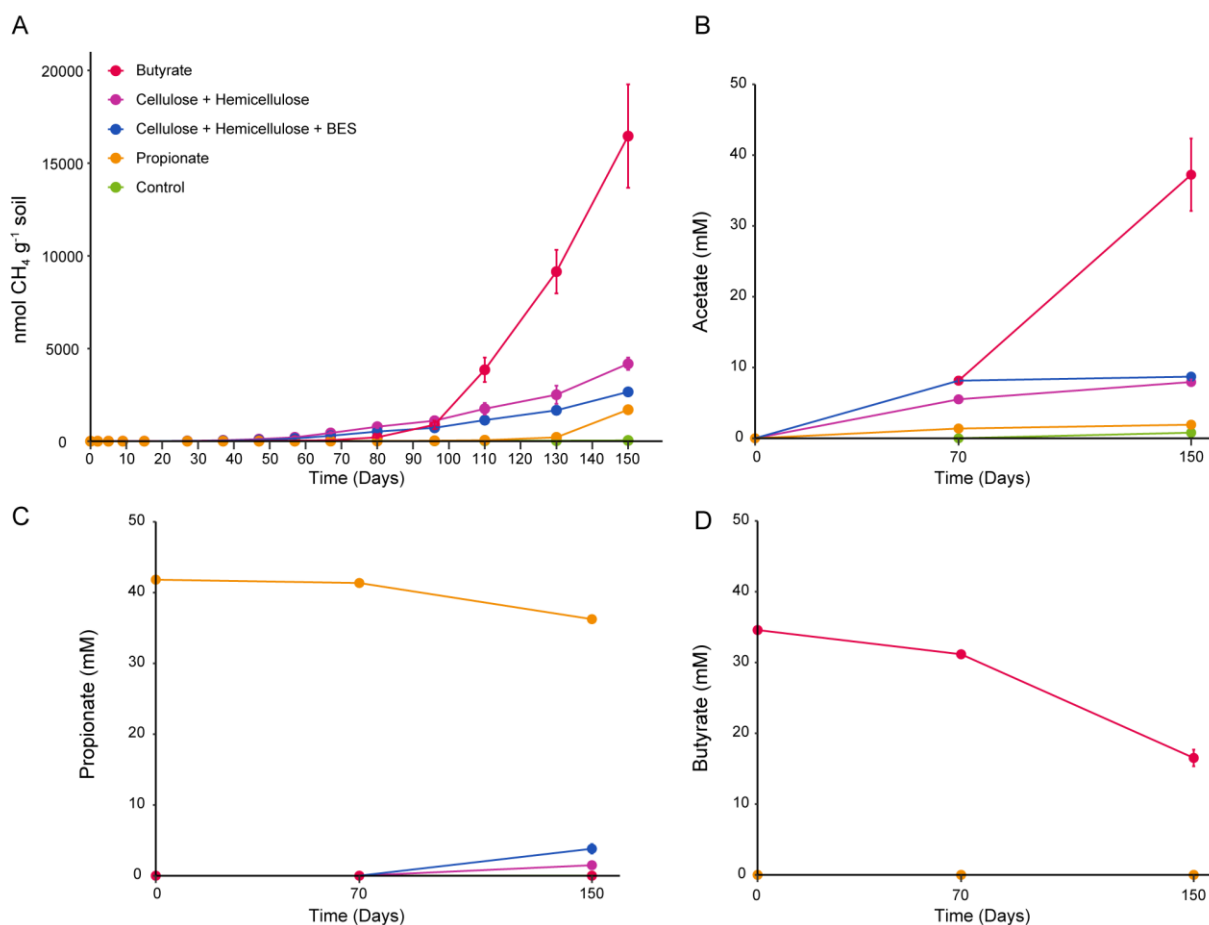 A
nmol CH₄ g⁻¹ soil
20000
15000
10000
5000
0
Butyrate
Cellulose + Hemicellulose
Cellulose + Hemicellulose + BES
Propionate
Control
0 10 20 30 40 50 60 70 80 90 100 110 120 130 140 150
Time (Days)
B
Acetate (mM)
50
40
30
20
10
0
0 70 150
Time (Days)
C
Propionate (mM)
50
40
30
20
10
0
0 70 150
Time (Days)
D
Butyrate (mM)
50
40
30
20
10
0
0 70 150
Time (Days)